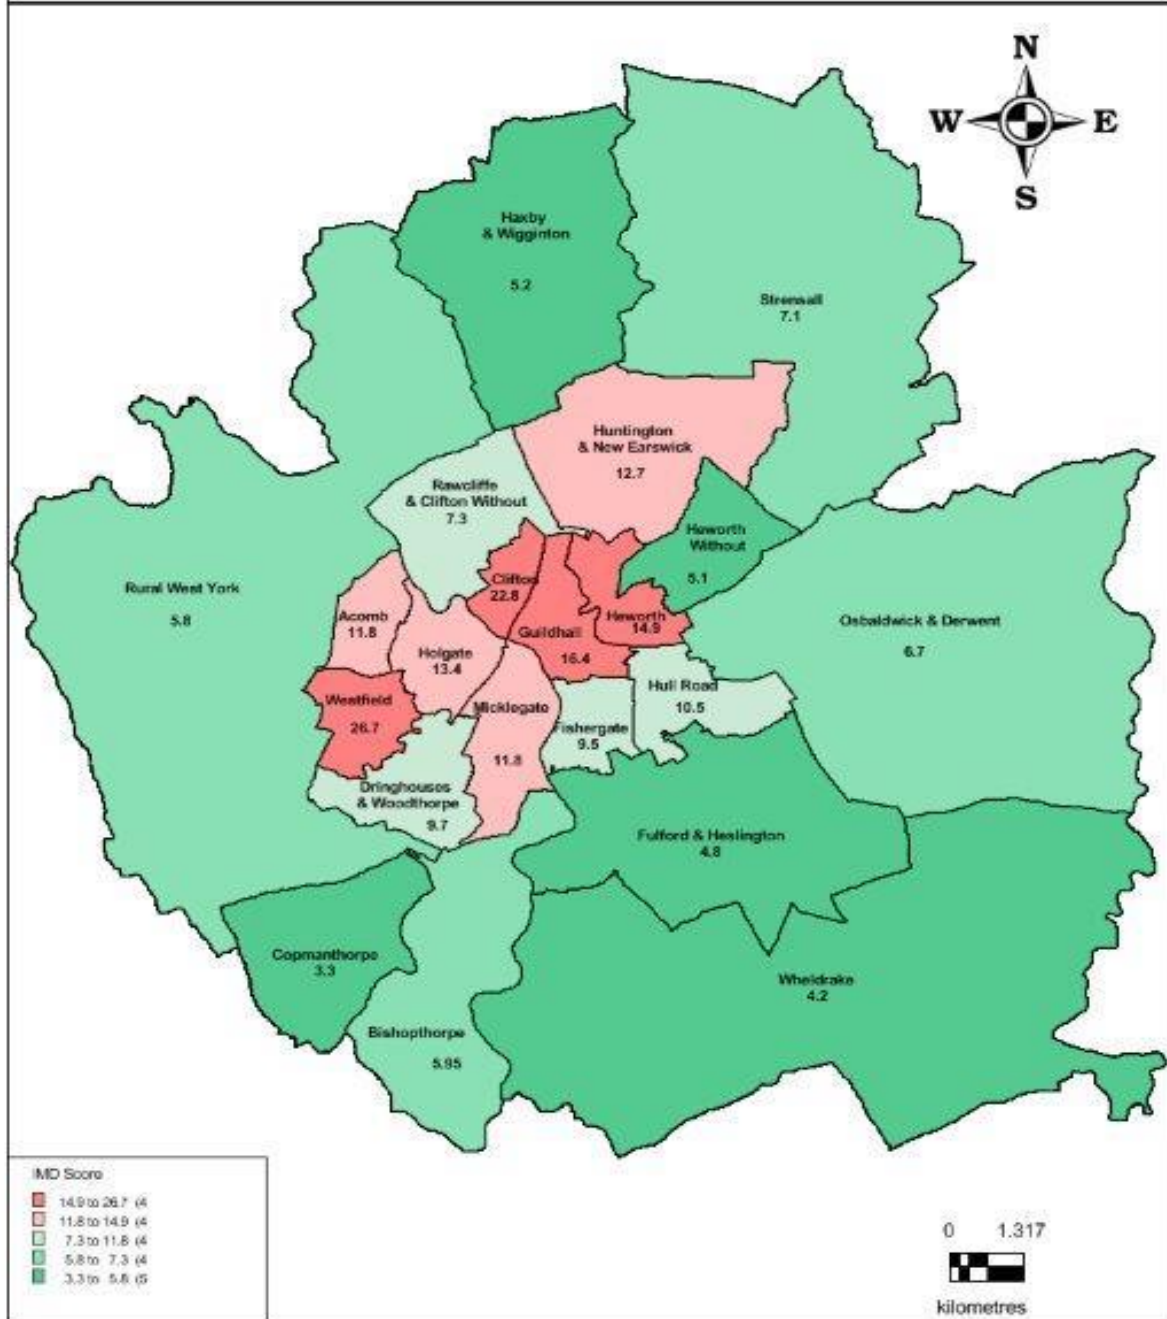 N
W E
S
Haxby
& Wigginton
5.2
Strensall
7.1
Huntington
& New Earswick
12.7
Rawcliffe
& Clifton Without
7.3
Heworth
Without
5.1
Rural West York
5.8
Clifton
22.8
Acomb
11.8
Guildhall
16.4
Heworth
14.9
Osbaldwick & Derwent
6.7
Holgate
13.4
Hull Road
10.5
Westfield
26.7
Micklegate
11.8
Fishergate
9.5
Dringhouses
& Woodthorpe
9.7
Fulford & Heslington
4.8
Copmanthorpe
3.3
Wheldrake
4.2
Bishopthorpe
5.95
IMD Score
14.9 to 26.7 (4
11.8 to 14.9 (4
7.3 to 11.8 (4
5.8 to 7.3 (4
3.3 to 5.8 (5
0 1.317
kilometres